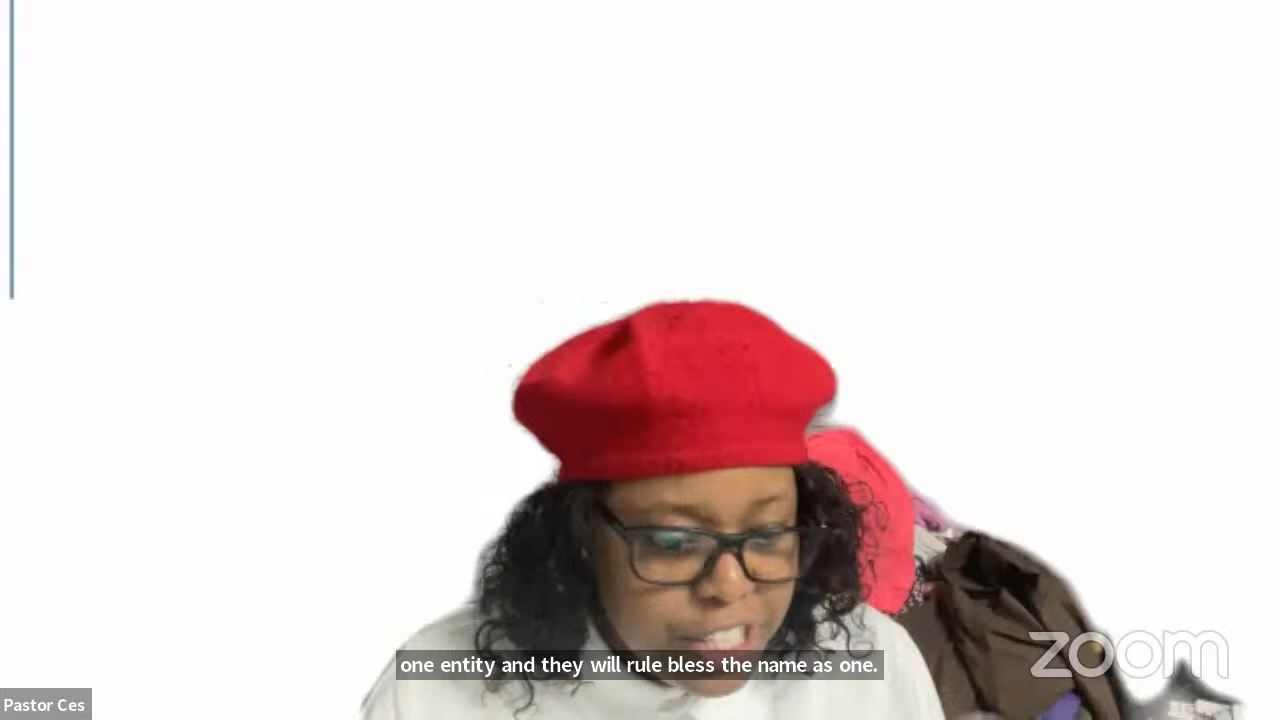 one entity and they will rule bless the name as one.
zoom
Pastor Ces